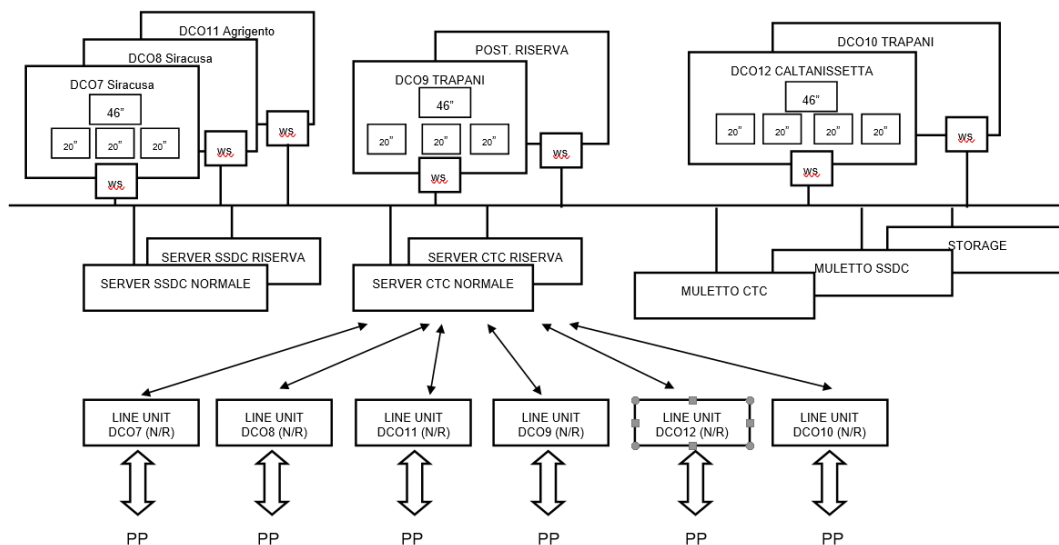 DCO11 Agrigento
DCO8 Siracusa
DCO7 Siracusa
46”
20”
20”
20”
ws.
ws.
ws.
POST. RISERVA
DCO9 TRAPANI
46”
20”
20”
20”
ws.
ws.
DCO10 TRAPANI
DCO12 CALTANISSETTA
46”
20”
20”
20”
20”
ws.
ws.
SERVER SSDC RISERVA
SERVER SSDC NORMALE
SERVER CTC RISERVA
SERVER CTC NORMALE
STORAGE
MULETTO SSDC
MULETTO CTC
LINE UNIT
DCO7 (N/R)
LINE UNIT
DCO8 (N/R)
LINE UNIT
DCO11 (N/R)
LINE UNIT
DCO9 (N/R)
LINE UNIT
DCO12 (N/R)
LINE UNIT
DCO10 (N/R)
PP
PP
PP
PP
PP
PP